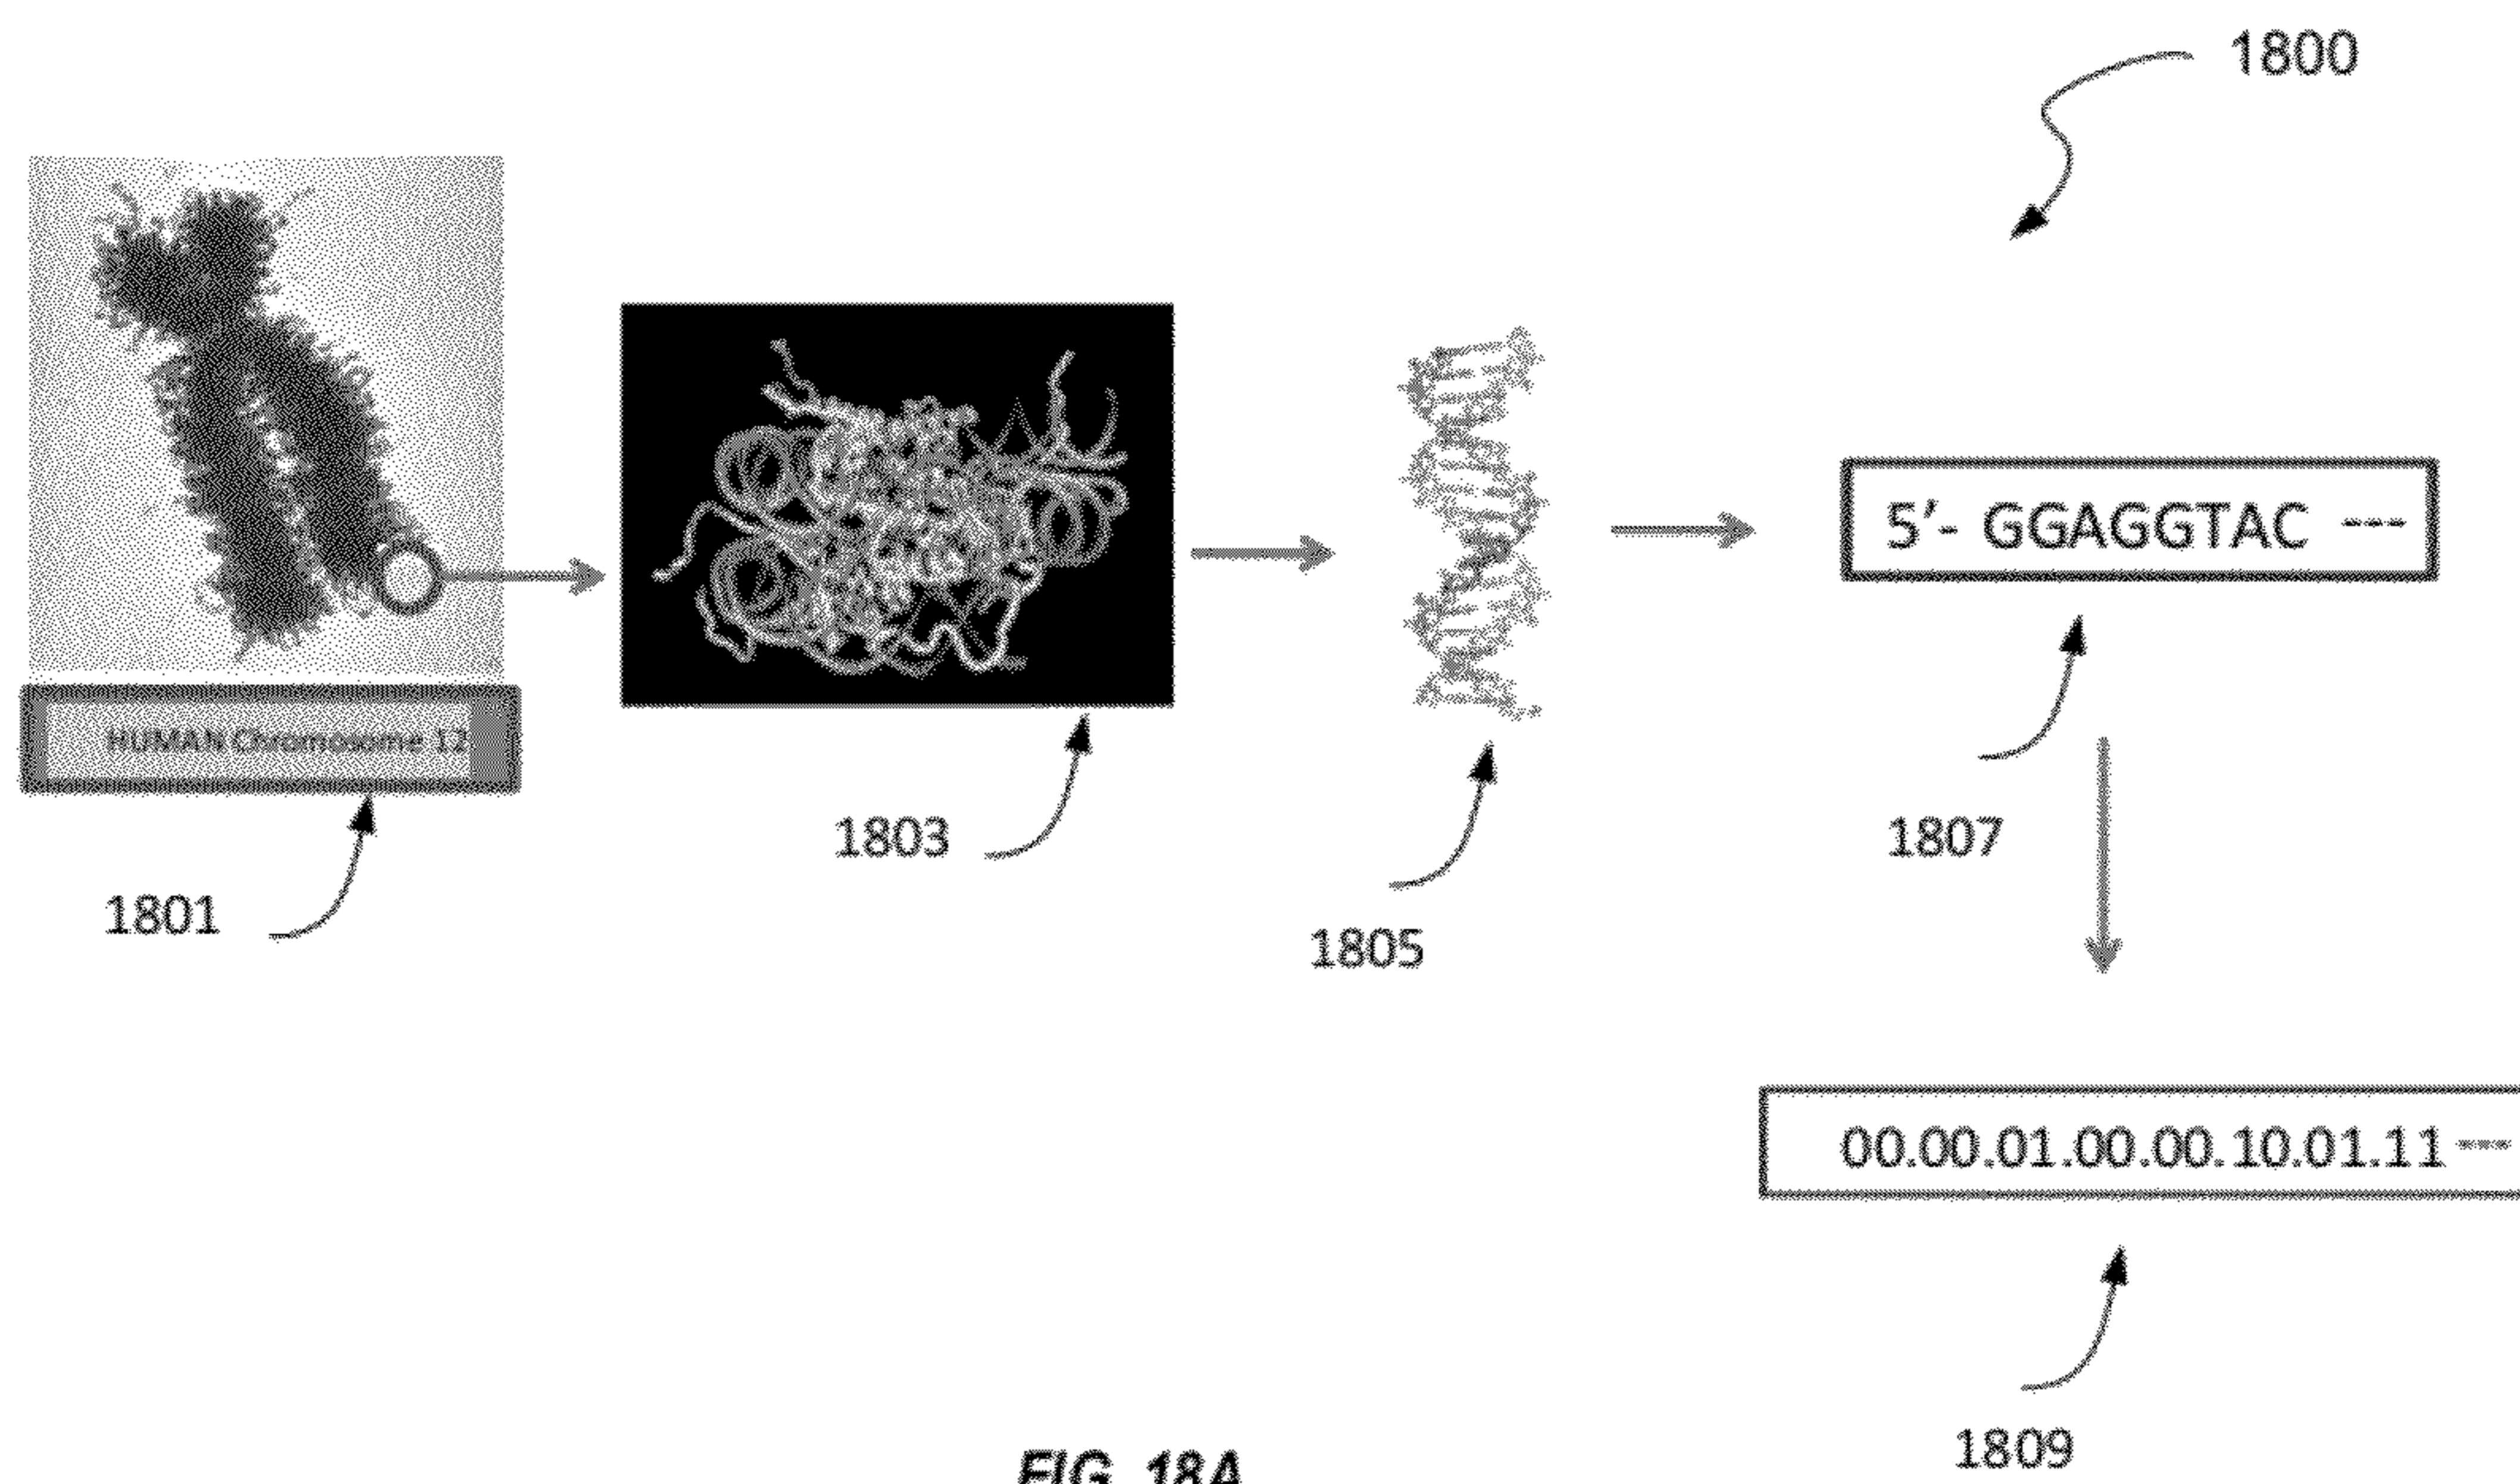 1800
5'- GGAGGTAC ---
HUMAN Chromosome 12
1803
1807
1801
1805
00.00.01.00.00.10.01.11 ---
1809
FIG. 18A